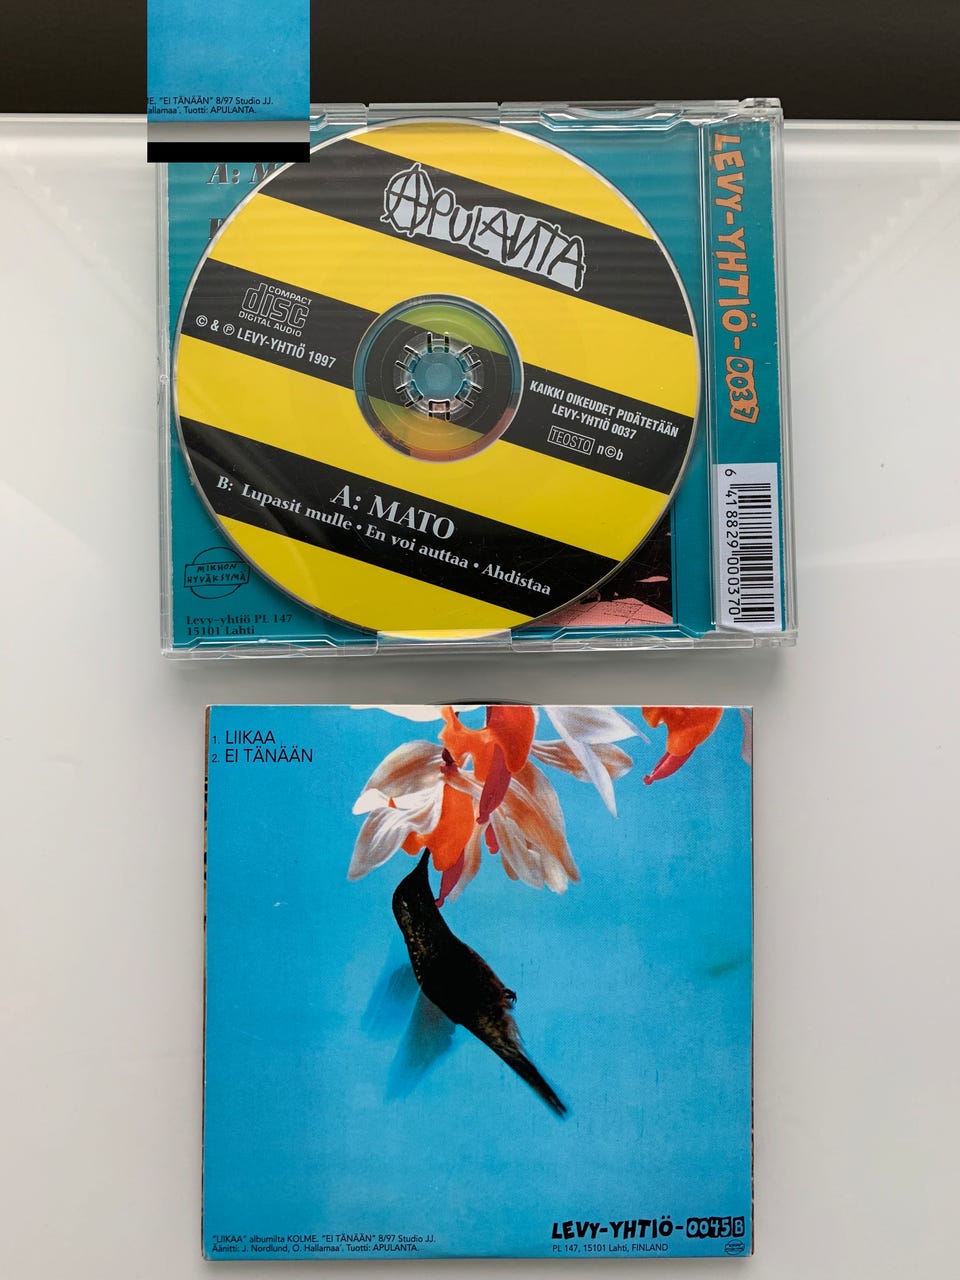 "EI TÄNÄÄN" 8/97 Studio JJ.
Tuotti: APULANTA.
A: M
APULANTA
COMPACT
disc
DIGITAL AUDIO
© & ℗ LEVY-YHTIÖ 1997
KAIKKI OIKEUDET PIDÄTETÄÄN
LEVY-YHTIÖ 0037
TEOSTO n©b
A: MATO
B: Lupasit mulle • En voi auttaa • Ahdistaa
MIKHON
HYVÄKSYMÄ
Levy-yhtiö PL 147
15101 Lahti
LEVY-YHTIÖ-0037
6 418829 000370
1. LIIKAA
2. EI TÄNÄÄN
"LIIKAA" albumilta KOLME. "EI TÄNÄÄN" 8/97 Studio JJ.
Äänitti: J. Nordlund, O. Hallamaa'. Tuotti: APULANTA.
LEVY-YHTIÖ-0045B
PL 147, 15101 Lahti, FINLAND